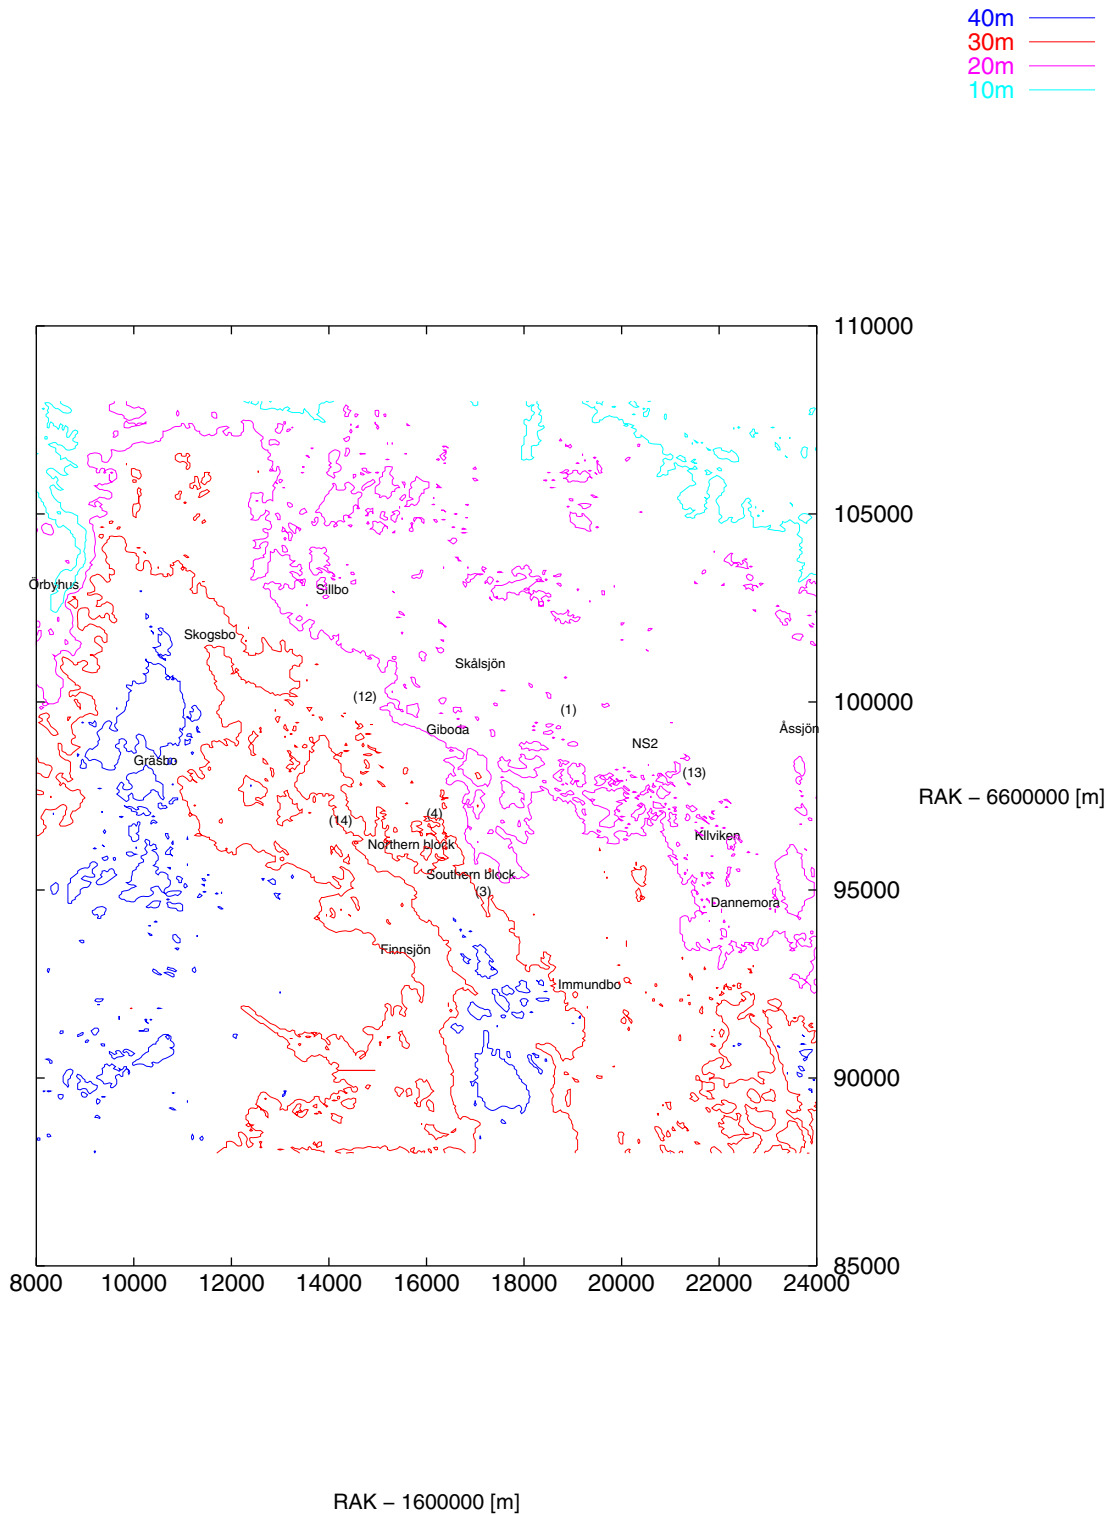 40m
30m
20m
10m
110000
105000
Örbyhus
Sillbo
Skogsbo
Skålsjön
(12)
(1)
100000
Giboda
Åssjön
NS2
Gräsbo
(13)
RAK – 6600000 [m]
(4)
(14)
Kilviken
Northern block
Southern block
95000
(3)
Dannemora
Finnsjön
Immundbo
90000
85000
8000 10000 12000 14000 16000 18000 20000 22000 24000
RAK – 1600000 [m]